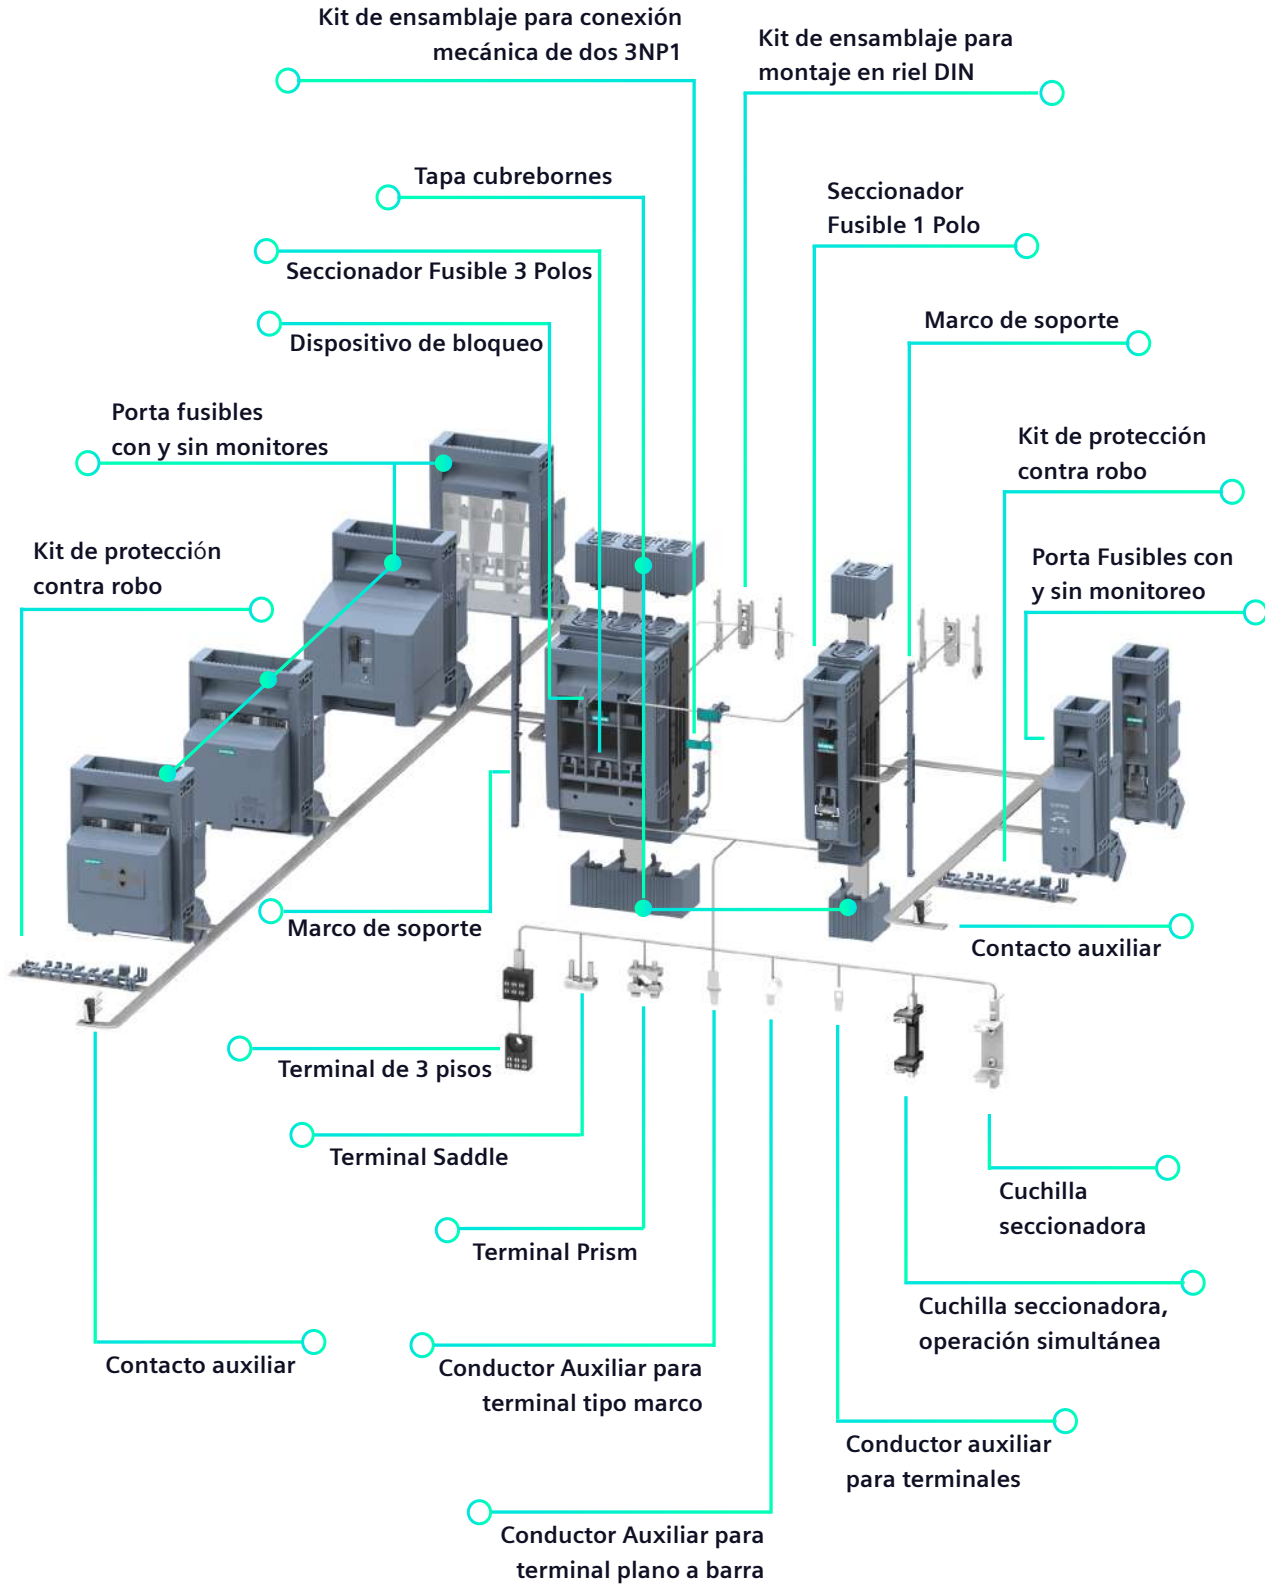 Kit de ensamblaje para conexión
mecánica de dos 3NP1
Kit de ensamblaje para
montaje en riel DIN
Tapa cubrebornes
Seccionador
Fusible 1 Polo
Seccionador Fusible 3 Polos
Marco de soporte
Dispositivo de bloqueo
Porta fusibles
con y sin monitores
Kit de protección
contra robo
Kit de protección
contra robo
Porta Fusibles con
y sin monitoreo
Marco de soporte
Contacto auxiliar
Terminal de 3 pisos
Terminal Saddle
Cuchilla
seccionadora
Terminal Prism
Cuchilla seccionadora,
operación simultánea
Contacto auxiliar
Conductor Auxiliar para
terminal tipo marco
Conductor auxiliar
para terminales
Conductor Auxiliar para
terminal plano a barra